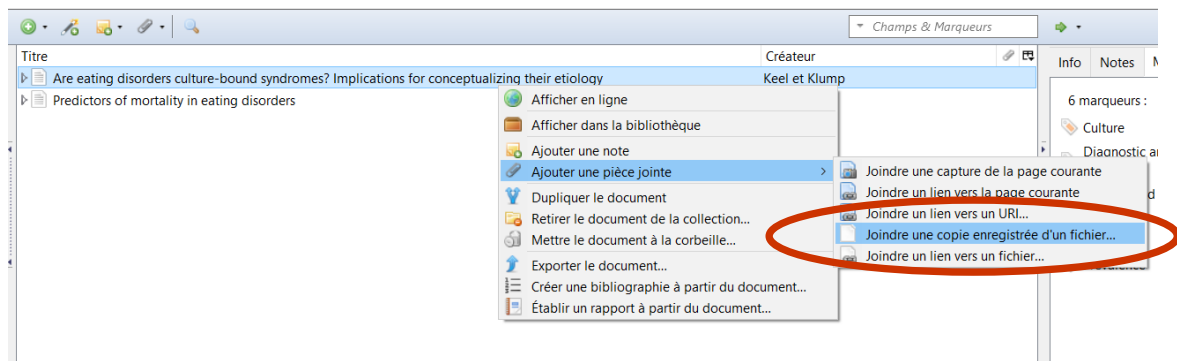 Champs & Marqueurs
Titre Créateur
Info Notes M
Are eating disorders culture-bound syndromes? Implications for conceptualizing their etiology Keel et Klump
Predictors of mortality in eating disorders
6 marqueurs :
Culture
Diagnostic
Afficher en ligne
Afficher dans la bibliothèque
Ajouter une note
Ajouter une pièce jointe
Dupliquer le document
Retirer le document de la collection...
Mettre le document à la corbeille...
Exporter le document...
Créer une bibliographie à partir du document...
Établir un rapport à partir du document...
Joindre une capture de la page courante
Joindre un lien vers la page courante
Joindre un lien vers un URI...
Joindre une copie enregistrée d'un fichier...
Joindre un lien vers un fichier...